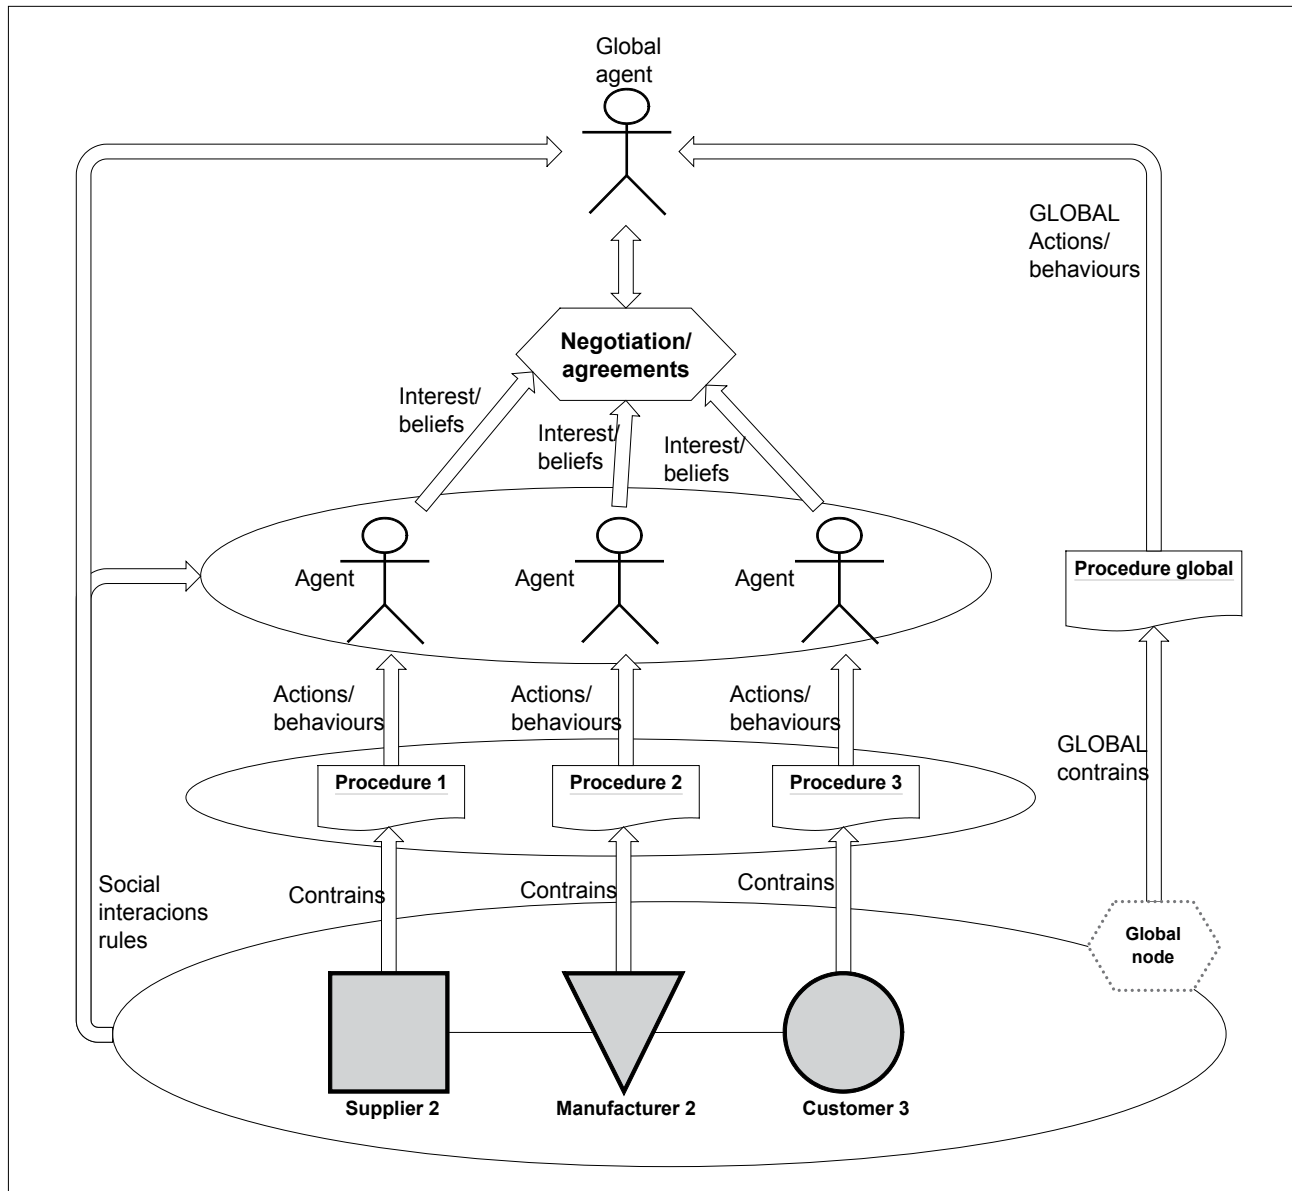 Global
agent
GLOBAL
Actions/
behaviours
Negotiation/
agreements
Interest/
beliefs
Interest/
beliefs
Interest/
beliefs
Agent
Agent
Agent
Procedure global
Actions/
behaviours
Actions/
behaviours
Actions/
behaviours
GLOBAL
contrains
Procedure 1
Procedure 2
Procedure 3
Social
interacions
rules
Contrains
Contrains
Contrains
Global
node
Supplier 2
Manufacturer 2
Customer 3